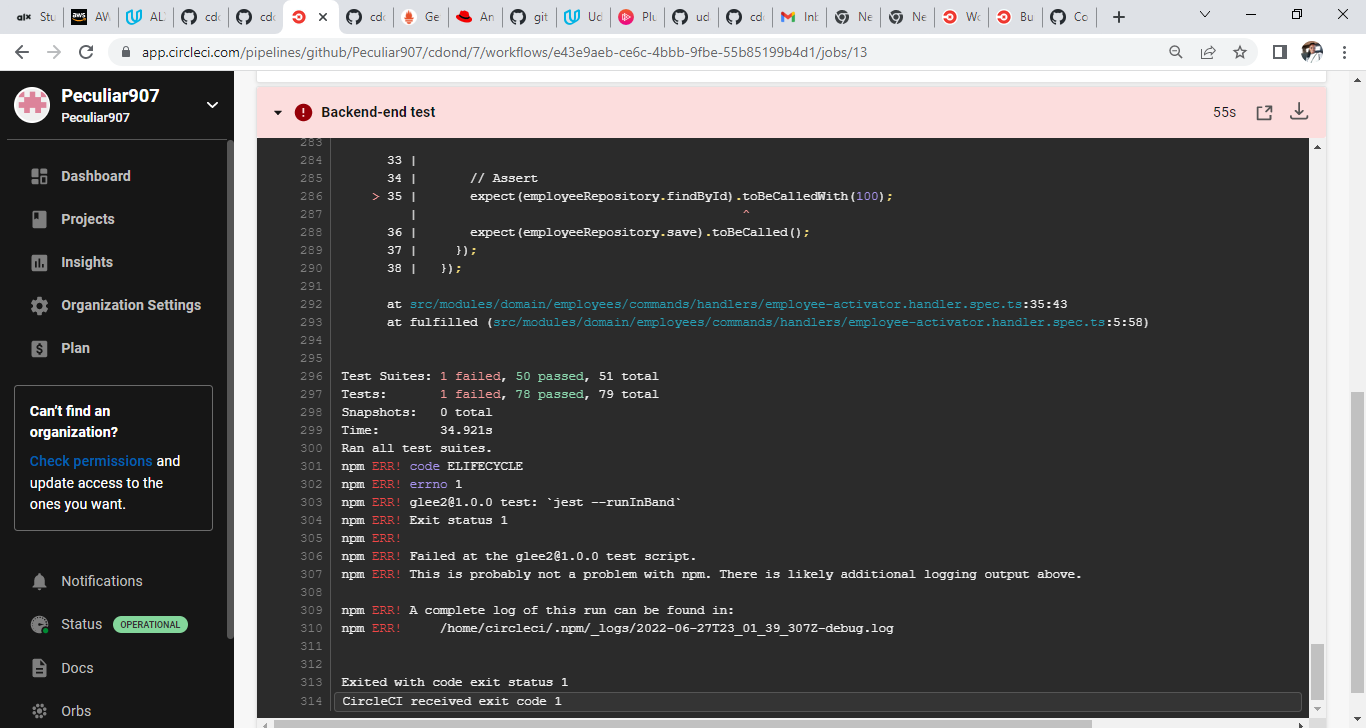 Stu
AW
AL
cdo
cdo
cdo
Ge
An
git
Ud
Plu
ud
cdo
Inb
Ne
Ne
Wo
Bu
Co
app.circleci.com/pipelines/github/Peculiar907/cdond/7/workflows/e43e9aeb-ce6c-4bbb-9fbe-55b85199b4d1/jobs/13
Peculiar907
Peculiar907
Dashboard
Projects
Insights
Organization Settings
Plan
Can't find an
organization?
Check permissions and
update access to the
ones you want.
Notifications
Status OPERATIONAL
Docs
Orbs
Backend-end test 55s
283
284 33 |
285 34 | // Assert
286 > 35 | expect(employeeRepository.findById).toBeCalledWith(100);
287 | ^
288 36 | expect(employeeRepository.save).toBeCalled();
289 37 | });
290 38 | });
291
292 at src/modules/domain/employees/commands/handlers/employee-activator.handler.spec.ts:35:43
293 at fulfilled (src/modules/domain/employees/commands/handlers/employee-activator.handler.spec.ts:5:58)
294
295
296 Test Suites: 1 failed, 50 passed, 51 total
297 Tests: 1 failed, 78 passed, 79 total
298 Snapshots: 0 total
299 Time: 34.921s
300 Ran all test suites.
301 npm ERR! code ELIFECYCLE
302 npm ERR! errno 1
303 npm ERR! glee2@1.0.0 test: `jest --runInBand`
304 npm ERR! Exit status 1
305 npm ERR!
306 npm ERR! Failed at the glee2@1.0.0 test script.
307 npm ERR! This is probably not a problem with npm. There is likely additional logging output above.
308
309 npm ERR! A complete log of this run can be found in:
310 npm ERR! /home/circleci/.npm/_logs/2022-06-27T23_01_39_307Z-debug.log
311
312
313 Exited with code exit status 1
314 CircleCI received exit code 1